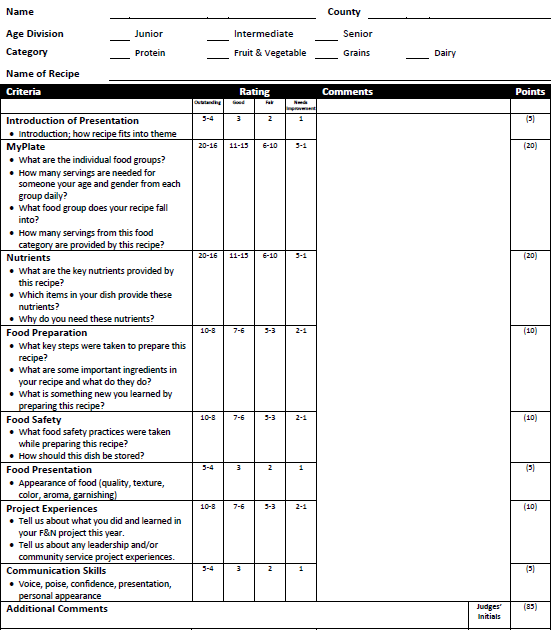 Name County
Age Division Junior Intermediate Senior
Category Protein Fruit & Vegetable Grains Dairy
Name of Recipe
Criteria Rating Comments Points
Outstanding Good Fair Needs
Improvement
Introduction of Presentation 5-4 3 2 1 (5)
• Introduction; how recipe fits into theme
MyPlate 20-16 11-15 6-10 5-1 (20)
• What are the individual food groups?
• How many servings are needed for
someone your age and gender from each
group daily?
• What food group does your recipe fall
into?
• How many servings from this food
category are provided by this recipe?
Nutrients 20-16 11-15 6-10 5-1 (20)
• What are the key nutrients provided by
this recipe?
• Which items in your dish provide these
nutrients?
• Why do you need these nutrients?
Food Preparation 10-8 7-6 5-3 2-1 (10)
• What key steps were taken to prepare this
recipe?
• What are some important ingredients in
your recipe and what do they do?
• What is something new you learned by
preparing this recipe?
Food Safety 10-8 7-6 5-3 2-1 (10)
• What food safety practices were taken
while preparing this recipe?
• How should this dish be stored?
Food Presentation 5-4 3 2 1 (5)
• Appearance of food (quality, texture,
color, aroma, garnishing)
Project Experiences 10-8 7-6 5-3 2-1 (10)
• Tell us about what you did and learned in
your F&N project this year.
• Tell us about any leadership and/or
community service project experiences.
Communication Skills 5-4 3 2 1 (5)
• Voice, poise, confidence, presentation,
personal appearance
Additional Comments Judges' (85)
Initials